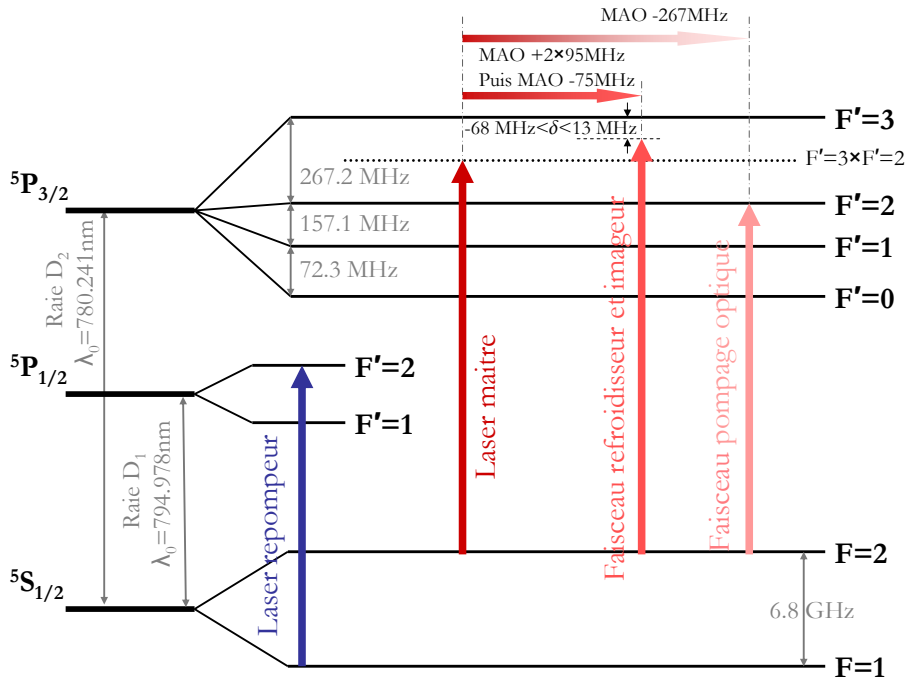 MAO -267MHz
MAO +2×95MHz
Puis MAO -75MHz
-68 MHz<δ<13 MHz
F'=3
F'=3×F'=2
⁵P₃/₂
267.2 MHz
F'=2
157.1 MHz
F'=1
72.3 MHz
F'=0
Raie D₂
λ₀=780.241nm
⁵P₁/₂
F'=2
F'=1
Raie D₁
λ₀=794.978nm
Laser repompeur
Laser maitre
Faisceau refroidisseur et imageur
Faisceau pompage optique
F=2
⁵S₁/₂
6.8 GHz
F=1